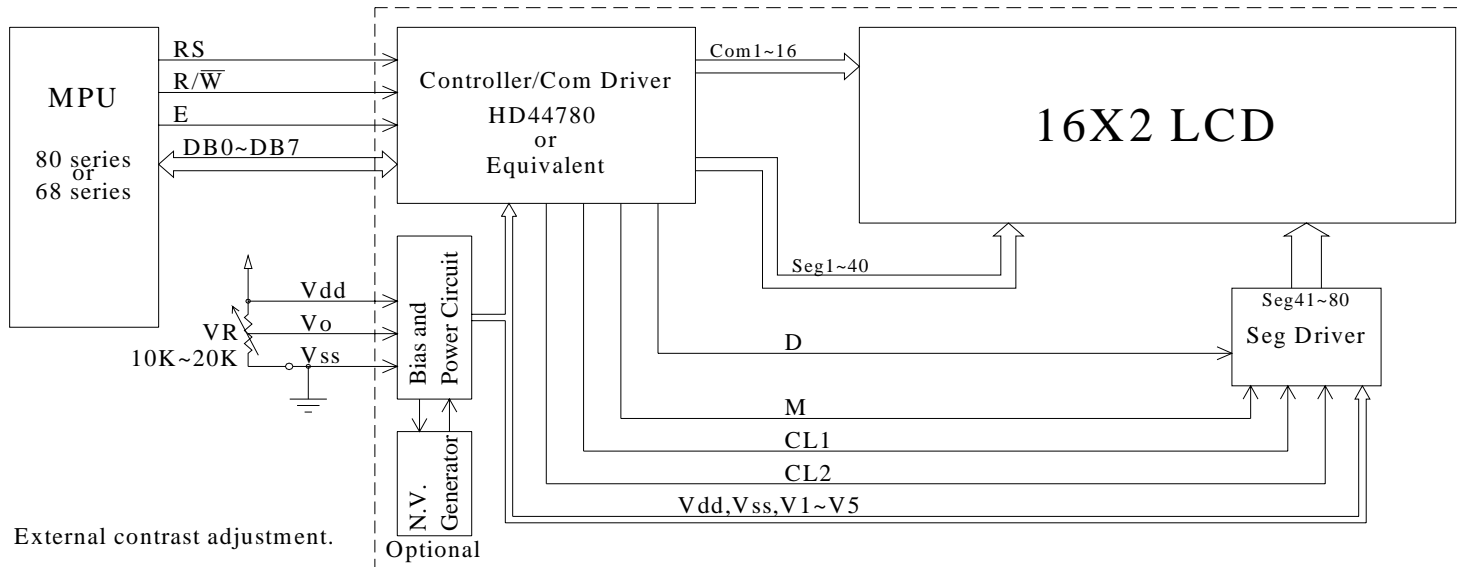 MPU
80 series
or
68 series
RS
R/W̅
E
DB0~DB7
Controller/Com Driver
HD44780
or
Equivalent
Com1~16
16X2 LCD
Seg1~40
Seg41~80
Seg Driver
Vdd
Vo
Vss
VR
10K~20K
Bias and
Power Circuit
N.V.
Generator
Optional
D
M
CL1
CL2
Vdd,Vss,V1~V5
External contrast adjustment.